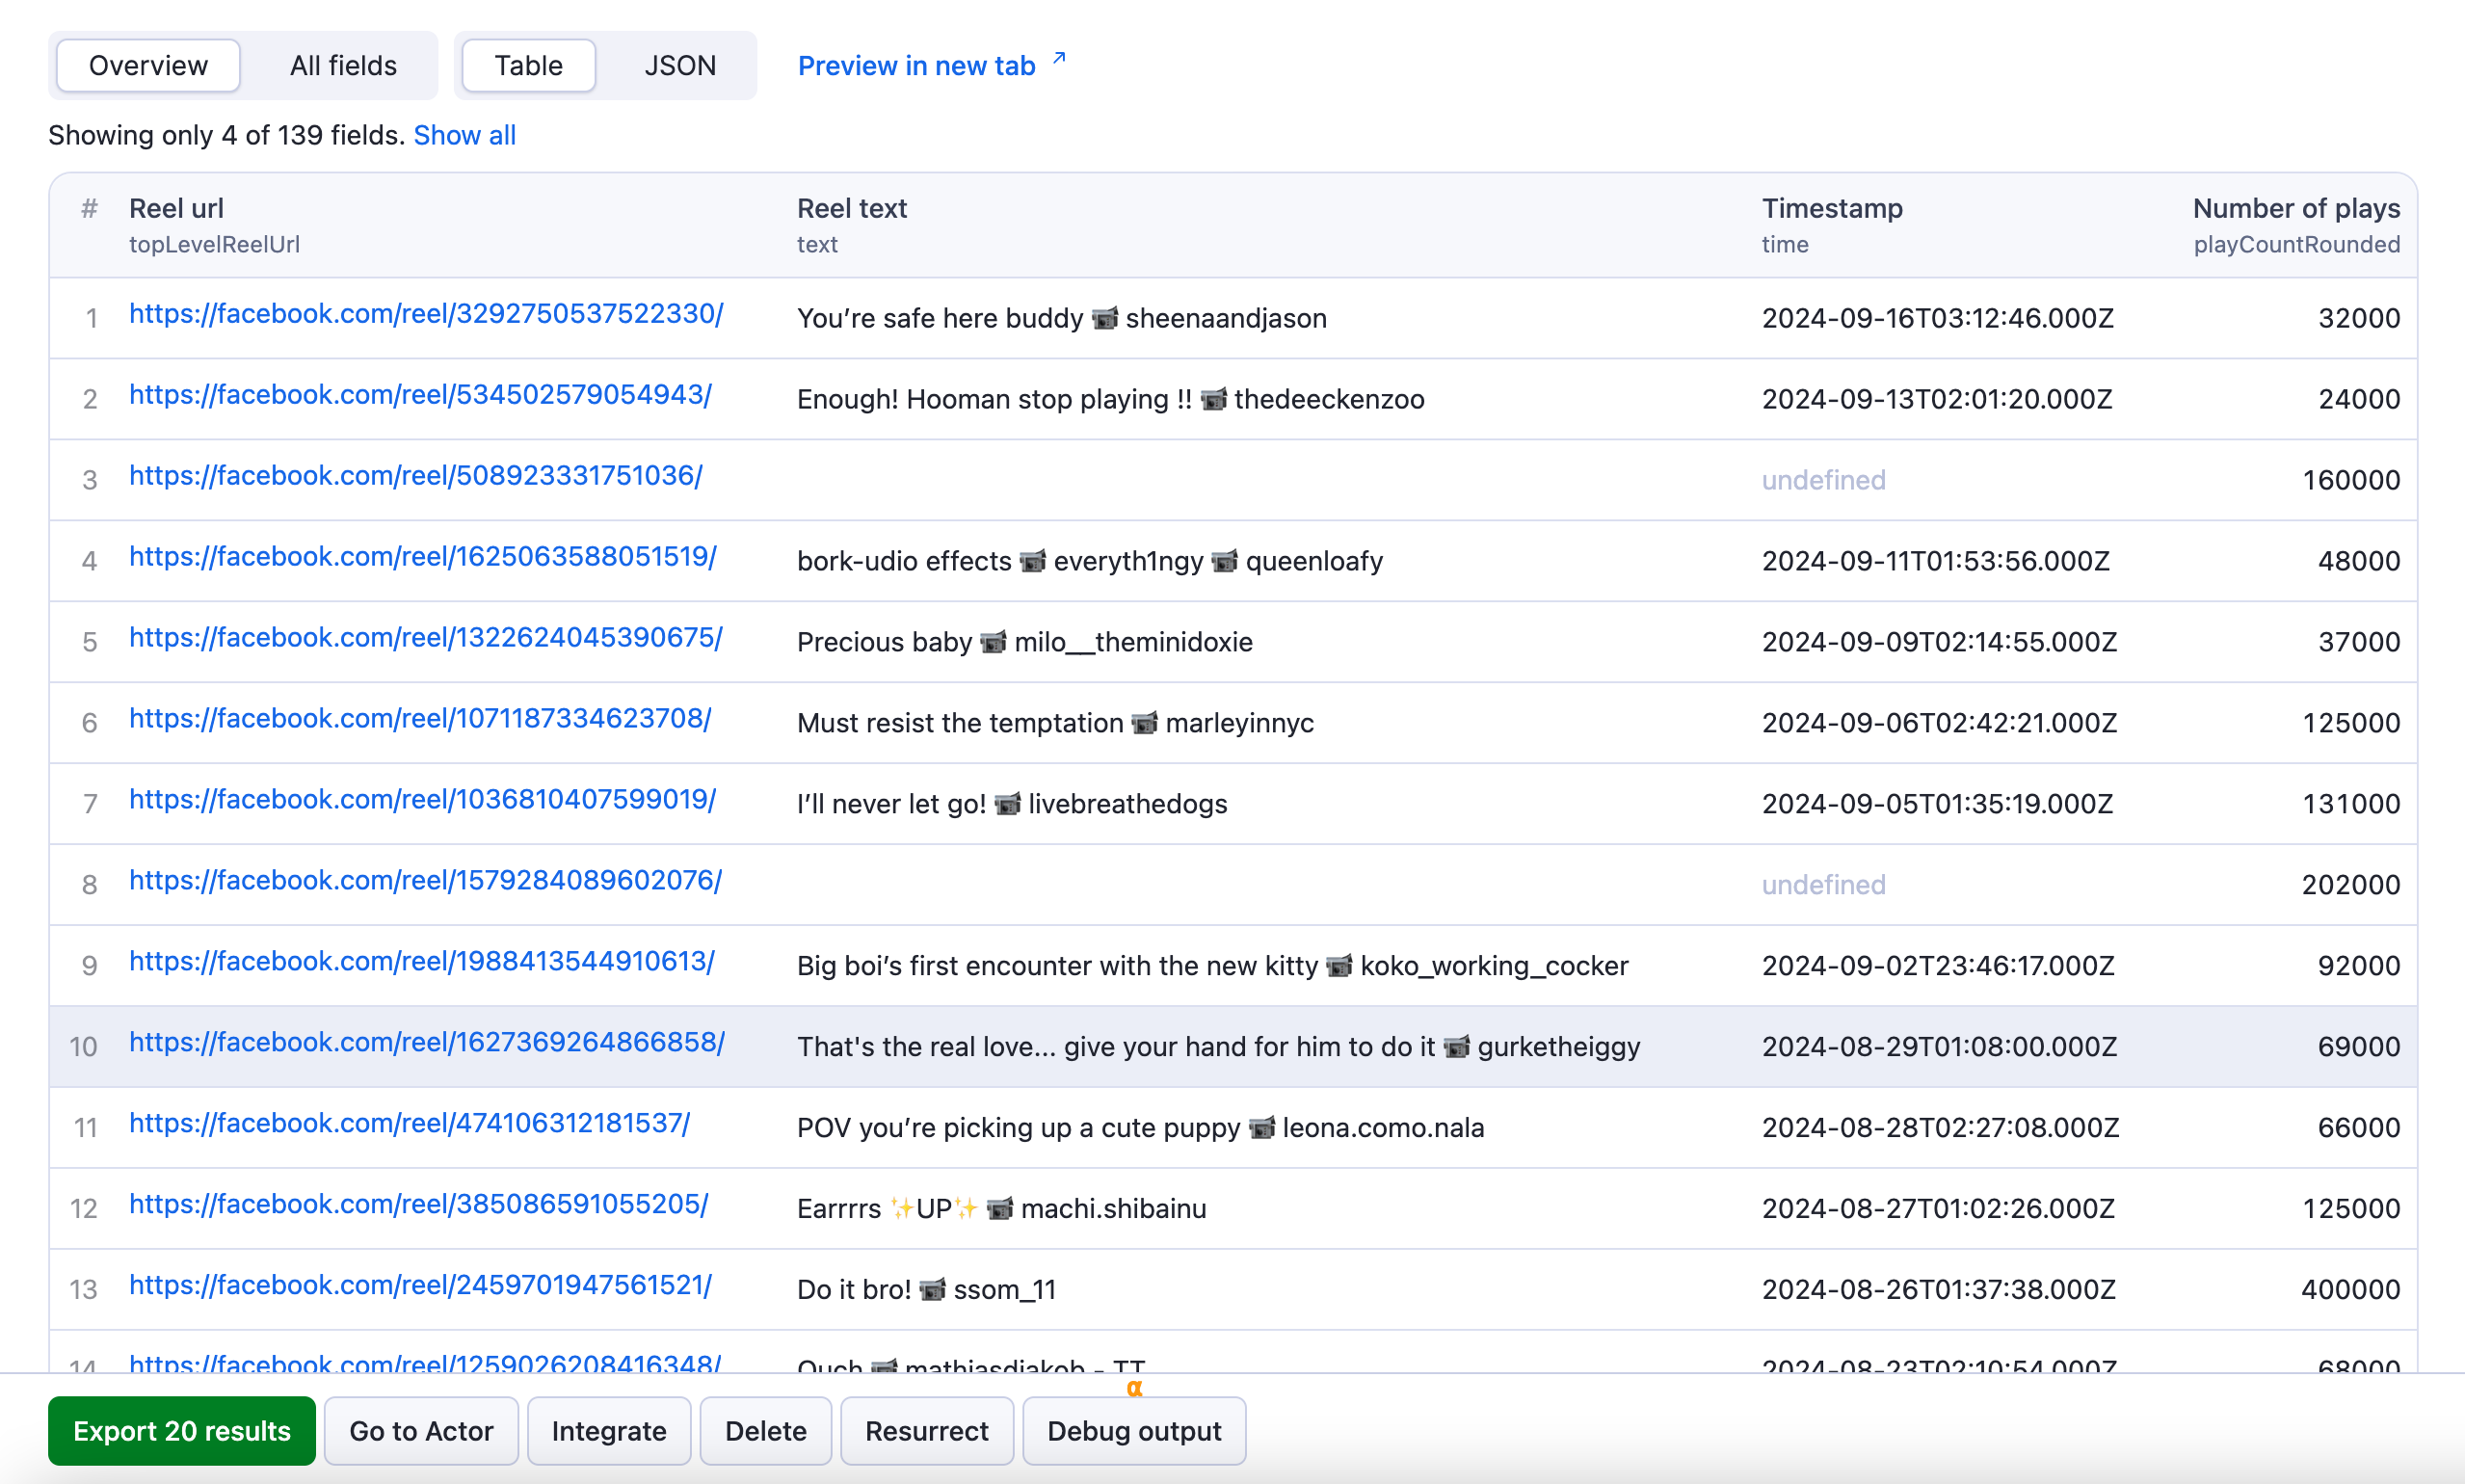 Overview All fields Table JSON Preview in new tab ↗
Showing only 4 of 139 fields. Show all
# Reel url Reel text Timestamp Number of plays
topLevelReelUrl text time playCountRounded
1 https://facebook.com/reel/3292750537522330/ You’re safe here buddy 📹 sheenaandjason 2024-09-16T03:12:46.000Z 32000
2 https://facebook.com/reel/534502579054943/ Enough! Hooman stop playing !! 📹 thedeeckenzoo 2024-09-13T02:01:20.000Z 24000
3 https://facebook.com/reel/508923331751036/ undefined 160000
4 https://facebook.com/reel/1625063588051519/ bork-udio effects 📹 everyth1ngy 📹 queenloafy 2024-09-11T01:53:56.000Z 48000
5 https://facebook.com/reel/1322624045390675/ Precious baby 📹 milo__theminidoxie 2024-09-09T02:14:55.000Z 37000
6 https://facebook.com/reel/1071187334623708/ Must resist the temptation 📹 marleyinnyc 2024-09-06T02:42:21.000Z 125000
7 https://facebook.com/reel/1036810407599019/ I’ll never let go! 📹 livebreathedogs 2024-09-05T01:35:19.000Z 131000
8 https://facebook.com/reel/1579284089602076/ undefined 202000
9 https://facebook.com/reel/1988413544910613/ Big boi’s first encounter with the new kitty 📹 koko_working_cocker 2024-09-02T23:46:17.000Z 92000
10 https://facebook.com/reel/1627369264866858/ That's the real love... give your hand for him to do it 📹 gurketheiggy 2024-08-29T01:08:00.000Z 69000
11 https://facebook.com/reel/474106312181537/ POV you’re picking up a cute puppy 📹 leona.como.nala 2024-08-28T02:27:08.000Z 66000
12 https://facebook.com/reel/385086591055205/ Earrrrs ✨UP✨ 📹 machi.shibainu 2024-08-27T01:02:26.000Z 125000
13 https://facebook.com/reel/2459701947561521/ Do it bro! 📹 ssom_11 2024-08-26T01:37:38.000Z 400000
14 https://facebook.com/reel/1259026208416348/ Ouch 📹 mathiasdjakob - TT 2024-08-23T02:10:54.000Z 68000
α
Export 20 results Go to Actor Integrate Delete Resurrect Debug output